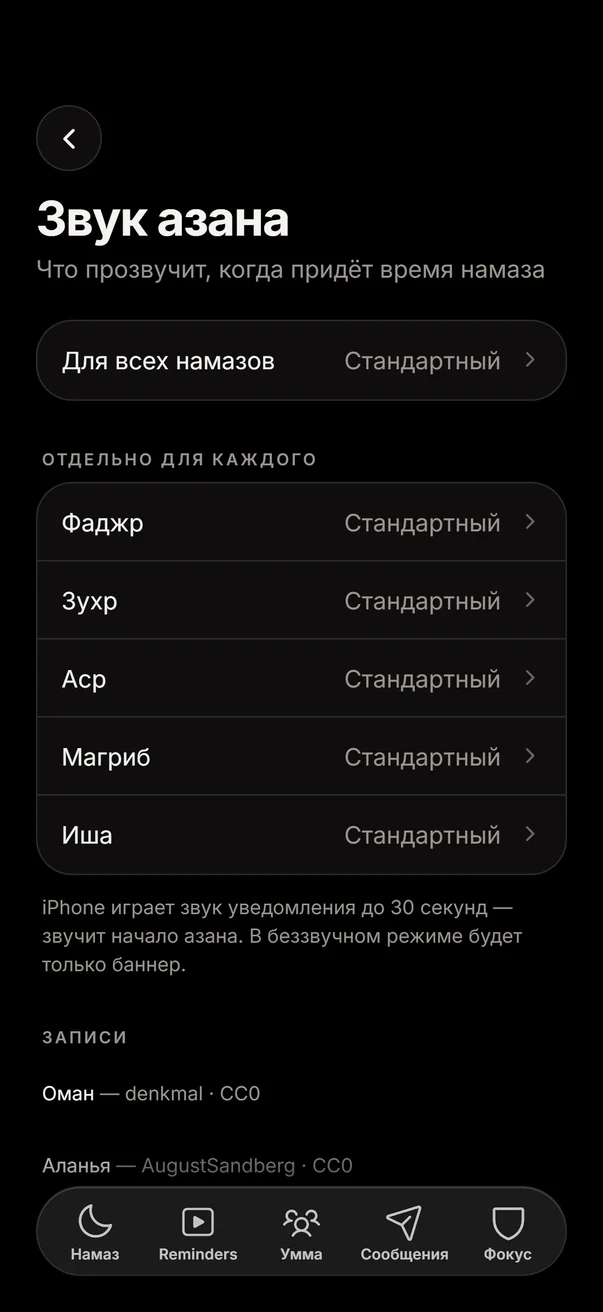 Звук азана
Что прозвучит, когда придёт время намаза
Для всех намазов Стандартный
ОТДЕЛЬНО ДЛЯ КАЖДОГО
Фаджр Стандартный
Зухр Стандартный
Аср Стандартный
Магриб Стандартный
Иша Стандартный
iPhone играет звук уведомления до 30 секунд —
звучит начало азана. В беззвучном режиме будет
только баннер.
ЗАПИСИ
Оман — denkmal · CC0
Аланья — AugustSandberg · CC0
Намаз Reminders Умма Сообщения Фокус